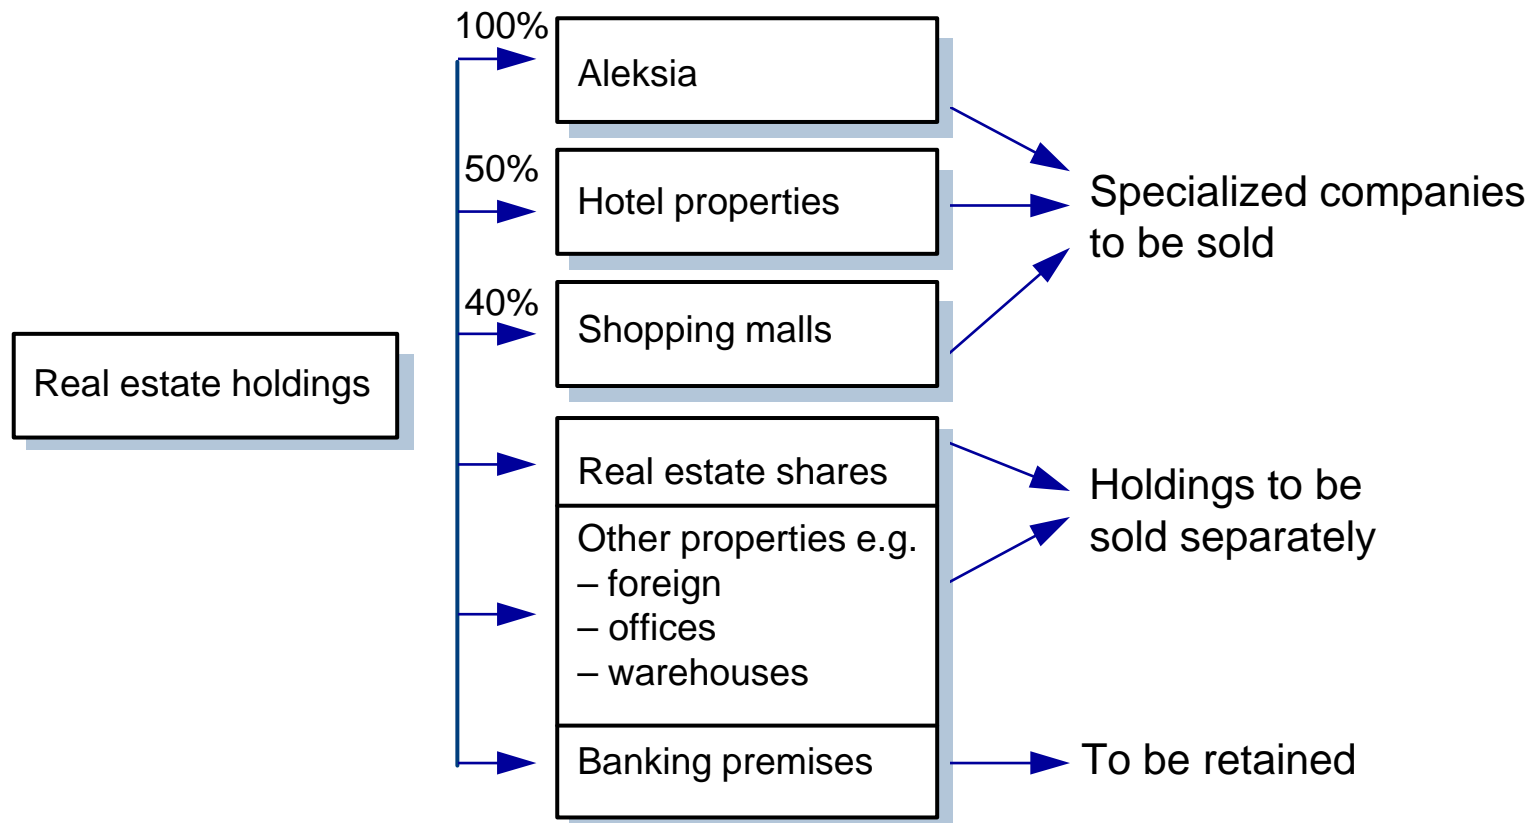 100%
Aleksia
50%
Hotel properties
Specialized companies
to be sold
40%
Shopping malls
Real estate holdings
Real estate shares
Holdings to be
sold separately
Other properties e.g.
– foreign
– offices
– warehouses
Banking premises
To be retained